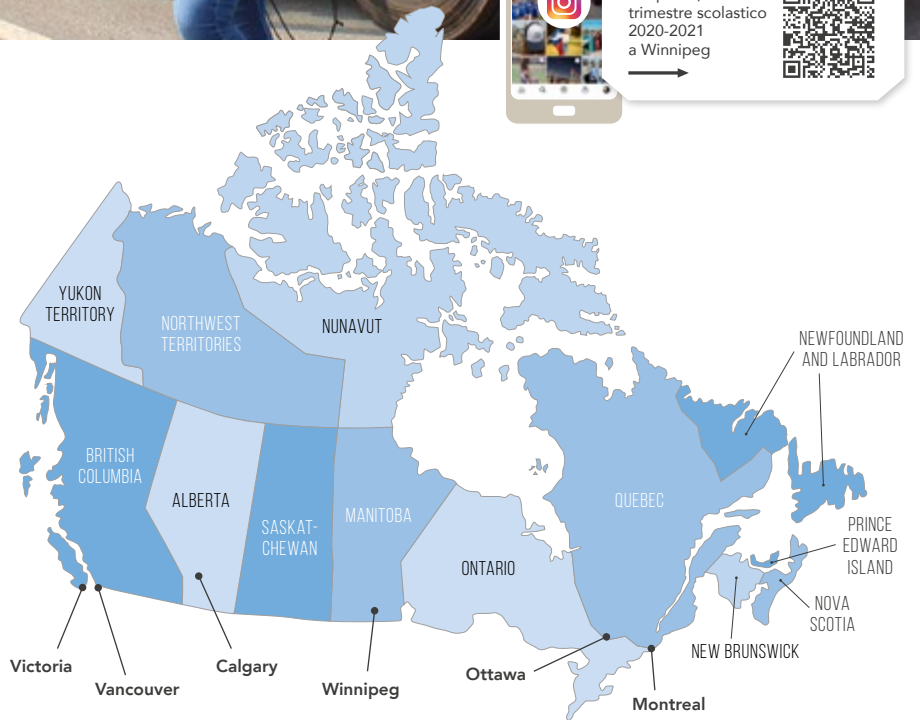 trimestre scolastico
2020-2021
a Winnipeg
YUKON
TERRITORY
NORTHWEST
TERRITORIES
NUNAVUT
NEWFOUNDLAND
AND LABRADOR
BRITISH
COLUMBIA
ALBERTA
SASKAT-
CHEWAN
MANITOBA
QUEBEC
ONTARIO
PRINCE
EDWARD
ISLAND
NOVA
SCOTIA
NEW BRUNSWICK
Victoria
Vancouver
Calgary
Winnipeg
Ottawa
Montreal